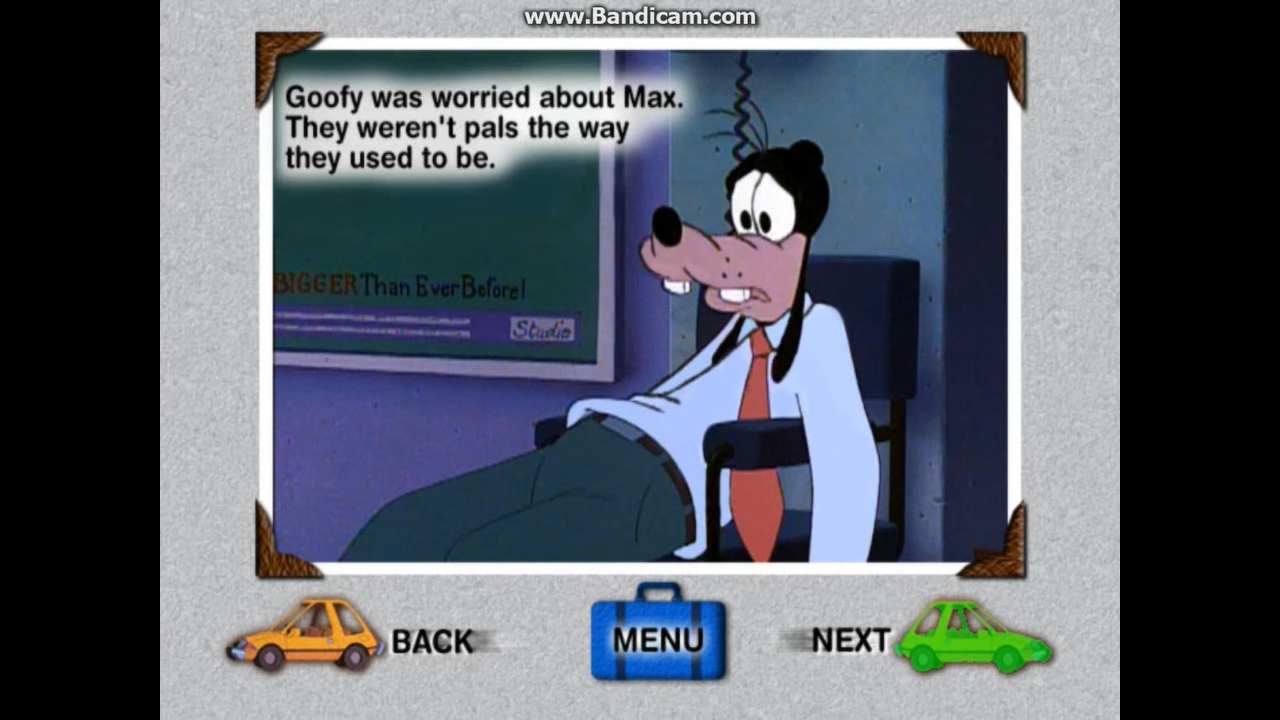 www.Bandicam.com
Goofy was worried about Max.
They weren't pals the way
they used to be.
BIGGER Than Ever Before!
Studio
BACK
MENU
NEXT